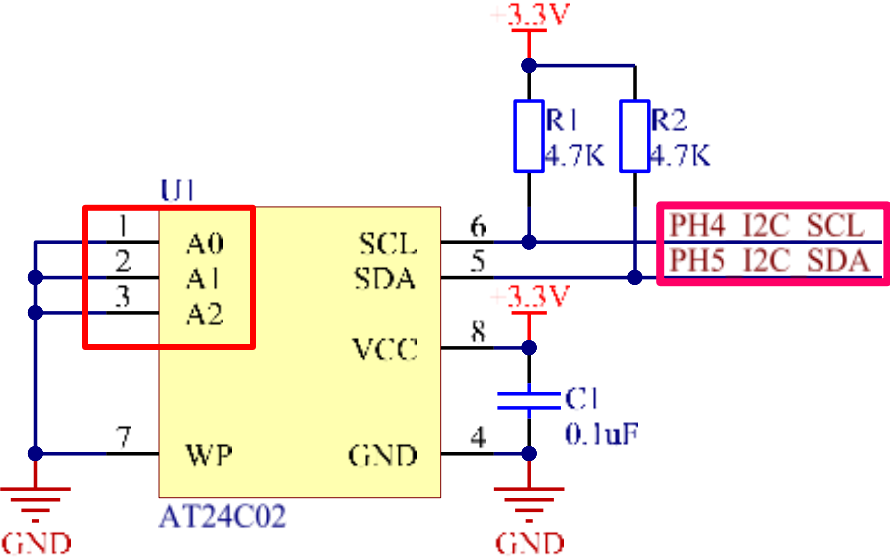 +3.3V
R1
R2
4.7K
4.7K
U1
1
A0
SCL
6
PH4 I2C SCL
2
A1
SDA
5
PH5 I2C SDA
3
A2
+3.3V
VCC
8
C1
0.1uF
7
WP
GND
4
AT24C02
GND
GND